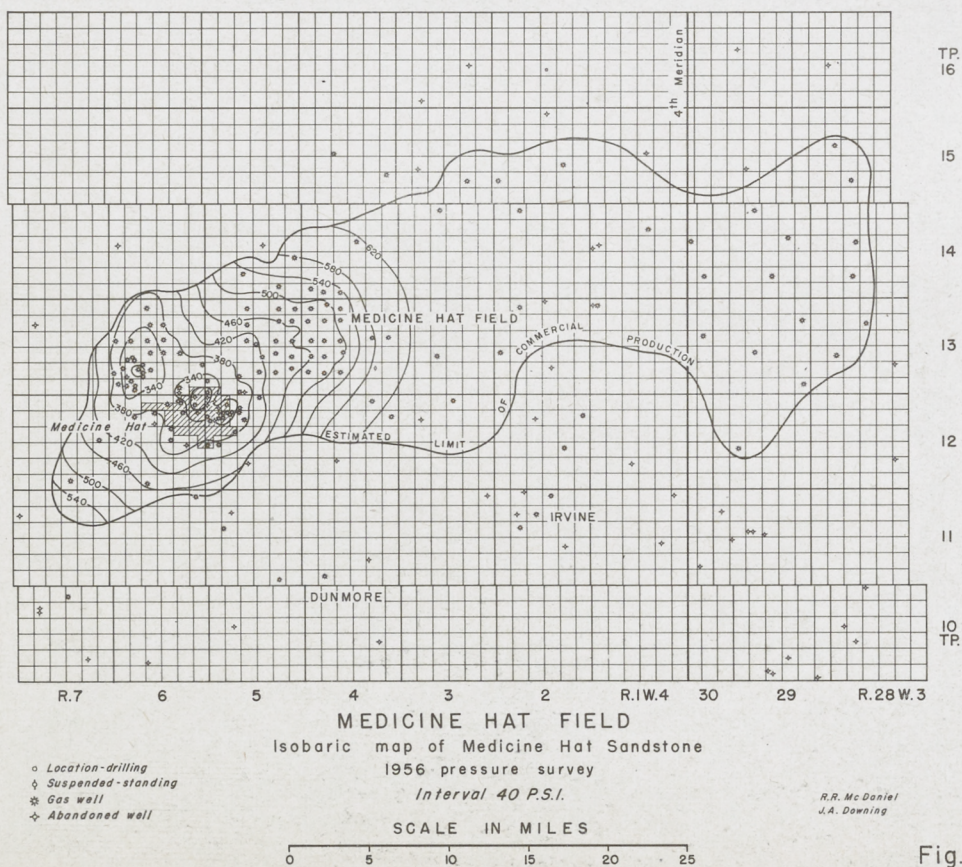 4th Meridian
TP.
16
15
14
620
580
540
500
MEDICINE HAT FIELD
460
420
COMMERCIAL PRODUCTION
13
380
340
340
380
Medicine Hat
OF
420
ESTIMATED LIMIT
12
460
500
540
IRVINE
11
DUNMORE
10
TP.
R.7 6 5 4 3 2 R.1W.4 30 29 R.28W.3
MEDICINE HAT FIELD
Isobaric map of Medicine Hat Sandstone
1956 pressure survey
Interval 40 P.S.I.
Location-drilling
Suspended-standing
Gas well
Abandoned well
R.R. McDaniel
J.A. Downing
SCALE IN MILES
0 5 10 15 20 25
Fig.